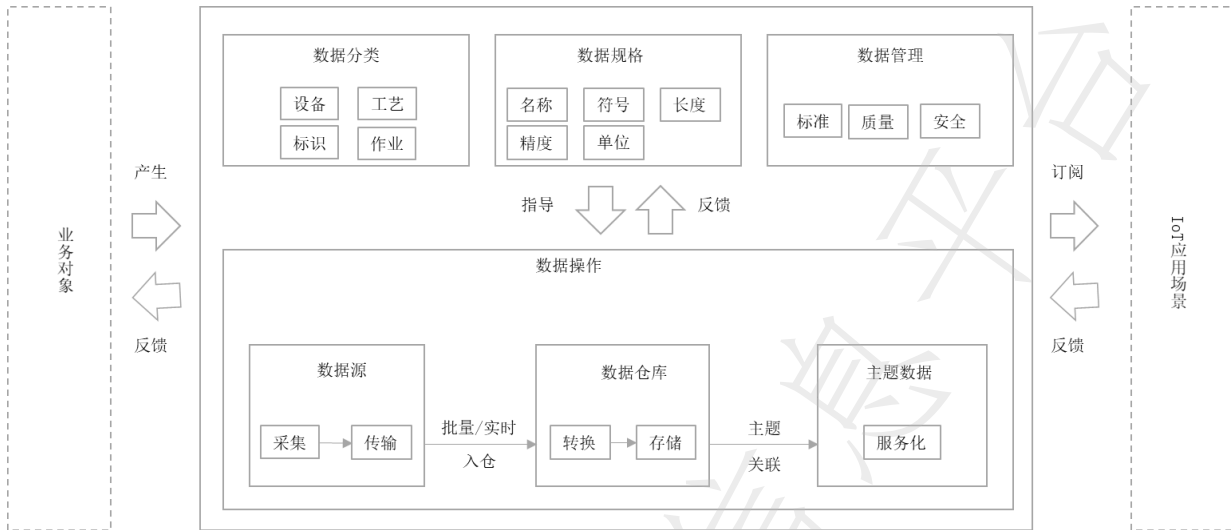 数据分类
设备
工艺
标识
作业
数据规格
名称
符号
长度
精度
单位
数据管理
标准
质量
安全
产生
反馈
业务对象
指导
反馈
订阅
反馈
IoT应用场景
数据操作
数据源
采集
传输
批量/实时
入仓
数据仓库
转换
存储
主题
关联
主题数据
服务化